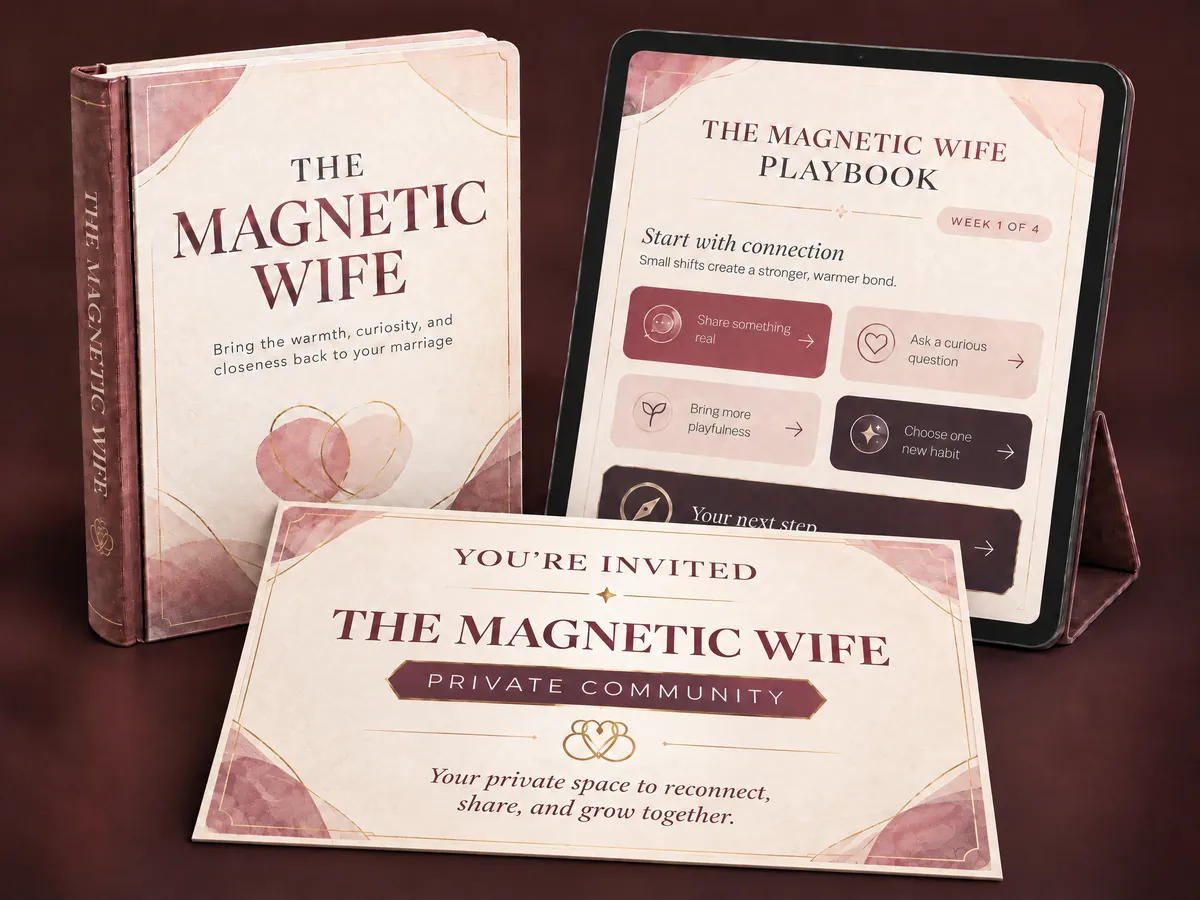 THE MAGNETIC WIFE
THE
MAGNETIC
WIFE
Bring the warmth, curiosity, and
closeness back to your marriage
THE MAGNETIC WIFE
PLAYBOOK
WEEK 1 OF 4
Start with connection
Small shifts create a stronger, warmer bond.
Share something
real
Ask a curious
question
Bring more
playfulness
Choose one
new habit
Your next step
YOU'RE INVITED
THE MAGNETIC WIFE
PRIVATE COMMUNITY
Your private space to reconnect,
share, and grow together.